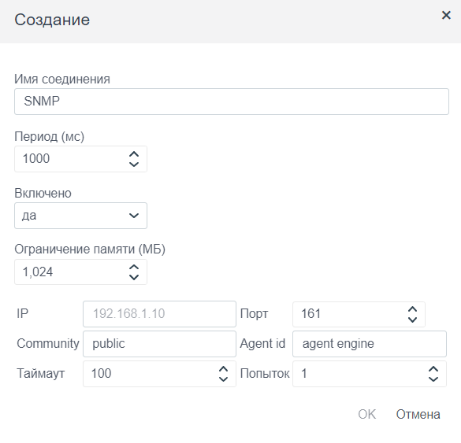 Создание
Имя соединения
SNMP
Период (мс)
1000
Включено
да
Ограничение памяти (МБ)
1,024
IP 192.168.1.10 Порт 161
Community public Agent id agent engine
Таймаут 100 Попыток 1
OK Отмена